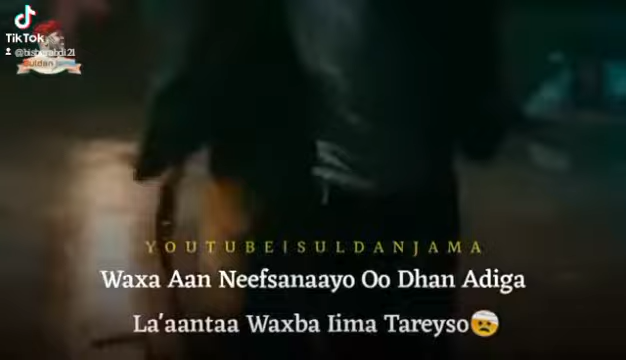 TikTok
YOUTUBE|SULDANJAMA
Waxa Aan Neefsanaayo Oo Dhan Adiga
La'aantaa Waxba Iima Tareyso🤕